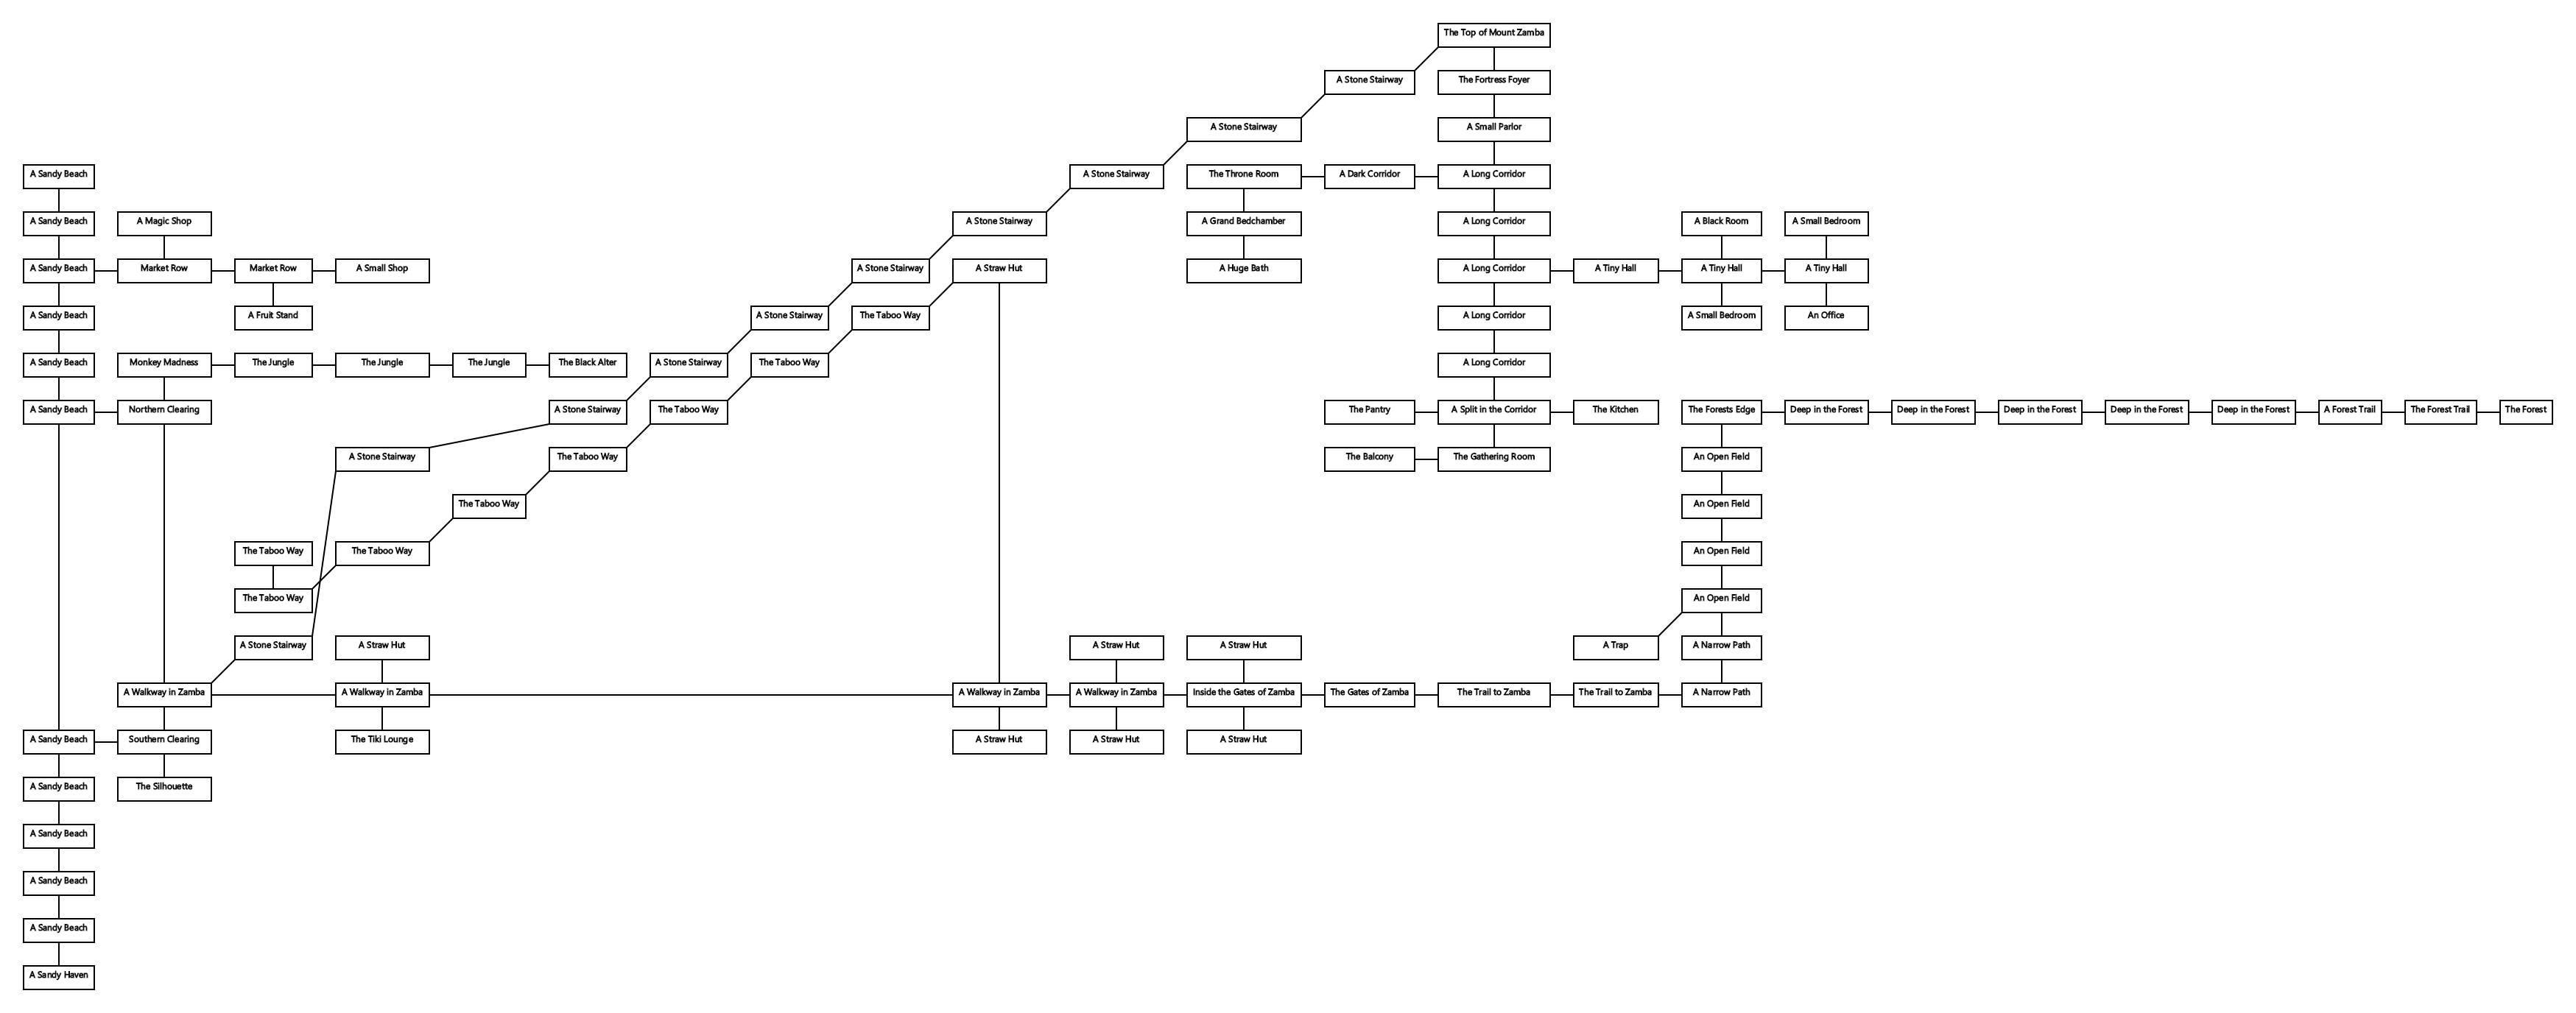 The Top of Mount Zamba
A Stone Stairway
The Fortress Foyer
A Stone Stairway
A Small Parlor
A Sandy Beach
A Stone Stairway
The Throne Room
A Dark Corridor
A Long Corridor
A Sandy Beach
A Magic Shop
A Stone Stairway
A Grand Bedchamber
A Long Corridor
A Black Room
A Small Bedroom
A Sandy Beach
Market Row
Market Row
A Small Shop
A Stone Stairway
A Straw Hut
A Huge Bath
A Long Corridor
A Tiny Hall
A Tiny Hall
A Tiny Hall
A Sandy Beach
A Fruit Stand
A Stone Stairway
The Taboo Way
A Long Corridor
A Small Bedroom
An Office
A Sandy Beach
Monkey Madness
The Jungle
The Jungle
The Jungle
The Black Alter
A Stone Stairway
The Taboo Way
A Long Corridor
A Sandy Beach
Northern Clearing
A Stone Stairway
The Taboo Way
The Pantry
A Split in the Corridor
The Kitchen
The Forests Edge
Deep in the Forest
Deep in the Forest
Deep in the Forest
Deep in the Forest
Deep in the Forest
A Forest Trail
The Forest Trail
The Forest
A Stone Stairway
The Taboo Way
The Balcony
The Gathering Room
An Open Field
The Taboo Way
An Open Field
The Taboo Way
The Taboo Way
An Open Field
The Taboo Way
An Open Field
A Stone Stairway
A Straw Hut
A Straw Hut
A Straw Hut
A Trap
A Narrow Path
A Walkway in Zamba
A Walkway in Zamba
A Walkway in Zamba
A Walkway in Zamba
Inside the Gates of Zamba
The Gates of Zamba
The Trail to Zamba
The Trail to Zamba
A Narrow Path
A Sandy Beach
Southern Clearing
The Tiki Lounge
A Straw Hut
A Straw Hut
A Straw Hut
A Sandy Beach
The Silhouette
A Sandy Beach
A Sandy Beach
A Sandy Beach
A Sandy Haven